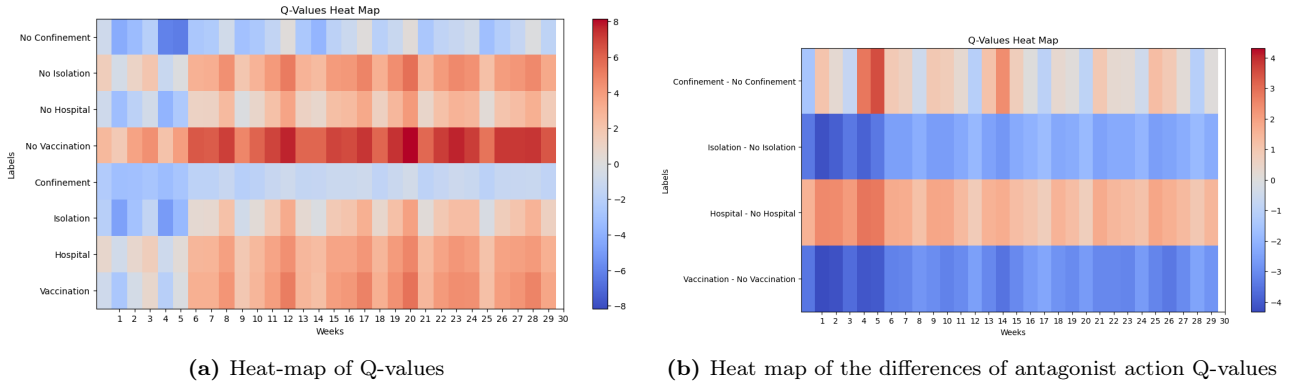 Q-Values Heat Map
Labels
No Confinement
No Isolation
No Hospital
No Vaccination
Confinement
Isolation
Hospital
Vaccination
1 2 3 4 5 6 7 8 9 10 11 12 13 14 15 16 17 18 19 20 21 22 23 24 25 26 27 28 29 30
Weeks
8
6
4
2
0
−2
−4
−6
−8
(a) Heat-map of Q-values
Q-Values Heat Map
Labels
Confinement - No Confinement
Isolation - No Isolation
Hospital - No Hospital
Vaccination - No Vaccination
1 2 3 4 5 6 7 8 9 10 11 12 13 14 15 16 17 18 19 20 21 22 23 24 25 26 27 28 29 30
Weeks
4
3
2
1
0
−1
−2
−3
−4
(b) Heat map of the differences of antagonist action Q-values